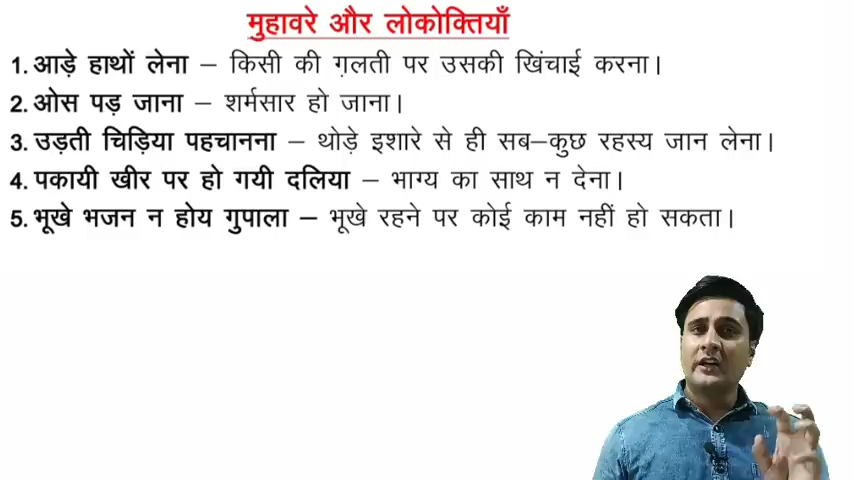 मुहावरे और लोकोक्तियाँ
1. आड़े हाथों लेना – किसी की ग़लती पर उसकी खिंचाई करना।
2. ओस पड़ जाना – शर्मसार हो जाना।
3. उड़ती चिड़िया पहचानना – थोड़े इशारे से ही सब–कुछ रहस्य जान लेना।
4. पकायी खीर पर हो गयी दलिया – भाग्य का साथ न देना।
5. भूखे भजन न होय गुपाला – भूखे रहने पर कोई काम नहीं हो सकता।